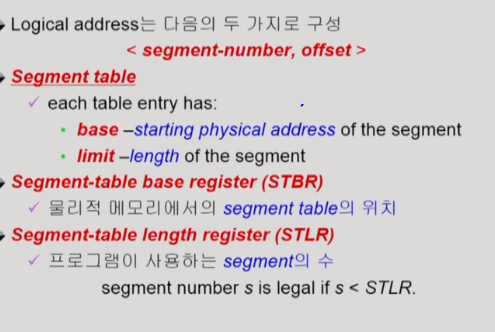 Logical address는 다음의 두 가지로 구성
< segment-number, offset >
Segment table
✓ each table entry has:
• base –starting physical address of the segment
• limit –length of the segment
Segment-table base register (STBR)
✓ 물리적 메모리에서의 segment table의 위치
Segment-table length register (STLR)
✓ 프로그램이 사용하는 segment의 수
segment number s is legal if s < STLR.